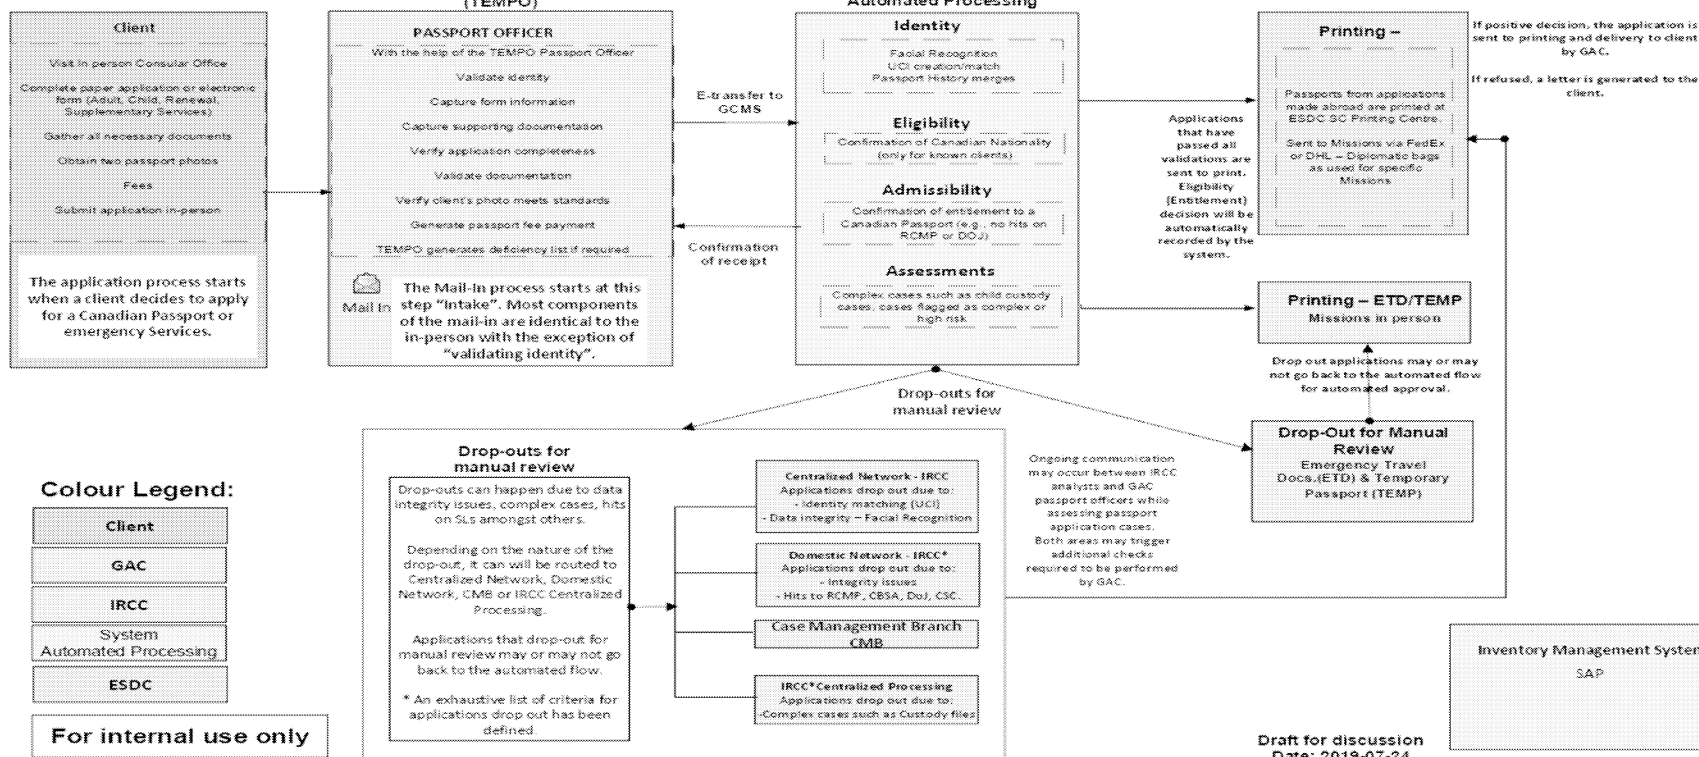 (TEMPO)
Automated Processing
Client
Visit in person Consular Office
Complete paper application or electronic
form (Adult, Child, Renewal,
Supplementary Services)
Gather all necessary documents
Obtain two passport photos
Fees
Submit application in-person
The application process starts
when a client decides to apply
for a Canadian Passport or
emergency Services.
PASSPORT OFFICER
With the help of the TEMPO Passport Officer
Validate identity
Capture form information
Capture supporting documentation
Verify application completeness
Validate documentation
Verify client's photo meets standards
Generate passport fee payment
TEMPO generates deficiency list if required
Mail In
The Mail-In process starts at this
step “Intake”. Most components
of the mail-in are identical to the
in-person with the exception of
“validating identity”.
E-transfer to
GCMS
Confirmation
of receipt
Identity
Facial Recognition
UCI creation/match
Passport History merges
Eligibility
Confirmation of Canadian Nationality
(only for known clients)
Admissibility
Confirmation of entitlement to a
Canadian Passport (e.g., no hits on
RCMP or DOJ)
Assessments
Complex cases such as child custody
cases, cases flagged as complex or
high risk
Applications
that have
passed all
validations are
sent to print.
Eligibility
(Entitlement)
decision will be
automatically
recorded by the
system.
Printing –
Passports from applications
made abroad are printed at
ESDC SC Printing Centre.
Sent to Missions via FedEx
or DHL – Diplomatic bags
as used for specific
Missions
If positive decision, the application is
sent to printing and delivery to client
by GAC.
If refused, a letter is generated to the
client.
Printing – ETD/TEMP
Missions in person
Drop out applications may or may
not go back to the automated flow
for automated approval.
Drop-outs for
manual review
Drop-Out for Manual
Review
Emergency Travel
Docs.(ETD) & Temporary
Passport (TEMP)
Drop-outs for
manual review
Drop-outs can happen due to data
integrity issues, complex cases, hits
on SLs amongst others.
Depending on the nature of the
drop-out, it can will be routed to
Centralized Network, Domestic
Network, CMB or IRCC Centralized
Processing.
Applications that drop-out for
manual review may or may not go
back to the automated flow.
* An exhaustive list of criteria for
applications drop out has been
defined.
Centralized Network - IRCC
Applications drop out due to:
- Identity matching (UCI)
- Data integrity – Facial Recognition
Domestic Network - IRCC*
Applications drop out due to:
- Integrity issues
- Hits to RCMP, CBSA, DoJ, CSC.
Case Management Branch
CMB
IRCC*Centralized Processing
Applications drop out due to:
-Complex cases such as Custody files
Ongoing communication
may occur between IRCC
analysts and GAC
passport officers while
assessing passport
application cases.
Both areas may trigger
additional checks
required to be performed
by GAC.
Colour Legend:
Client
GAC
IRCC
System
Automated Processing
ESDC
For internal use only
Inventory Management System
SAP
Draft for discussion
Date: 2019-07-24